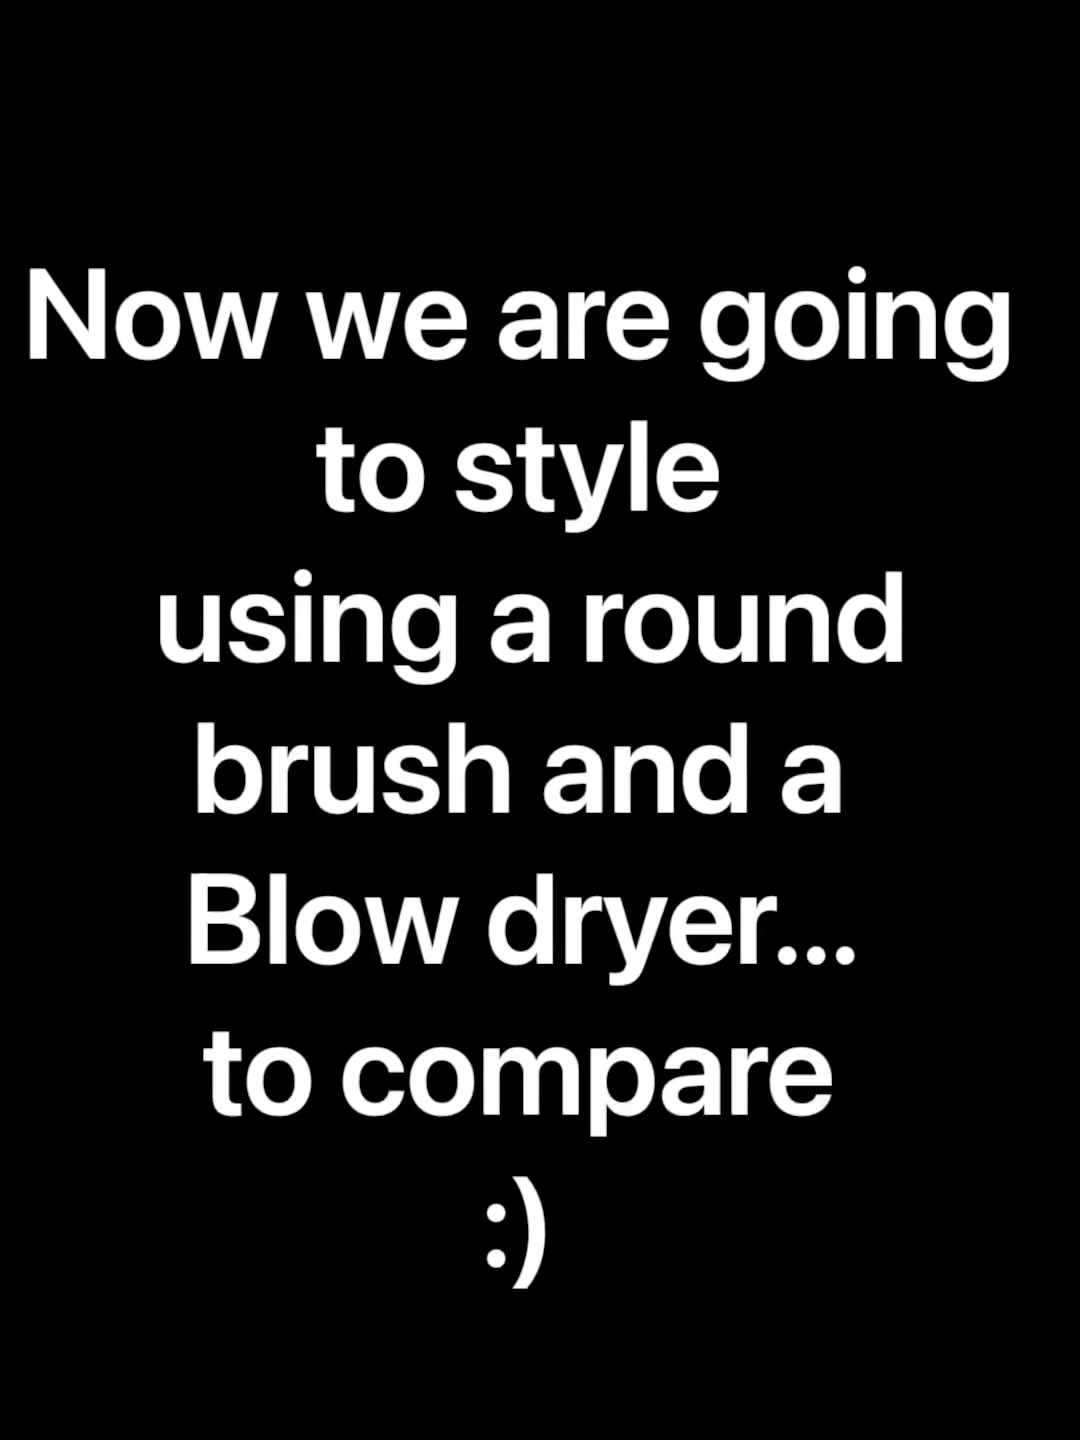 Now we are going
to style
using a round
brush and a
Blow dryer...
to compare
:)